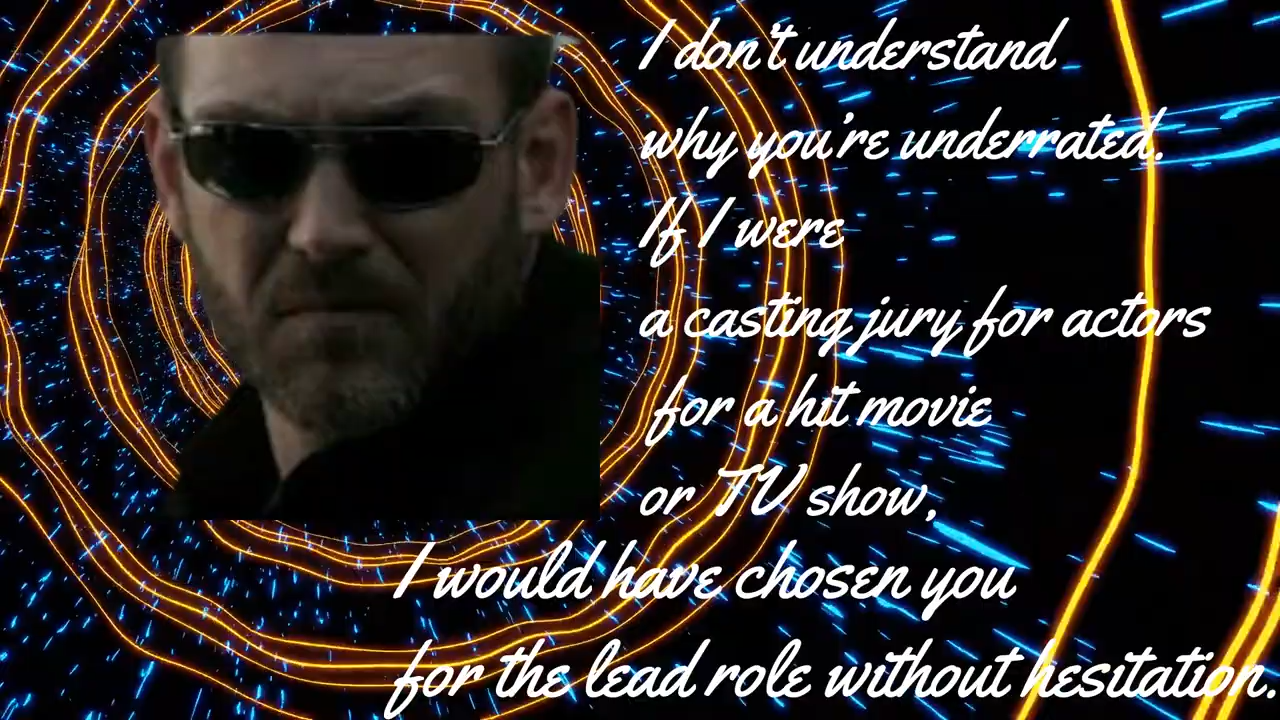 I don't understand
why you're underrated.
If I were
a casting jury for actors
for a hit movie
or TV show,
I would have chosen you
for the lead role without hesitation.